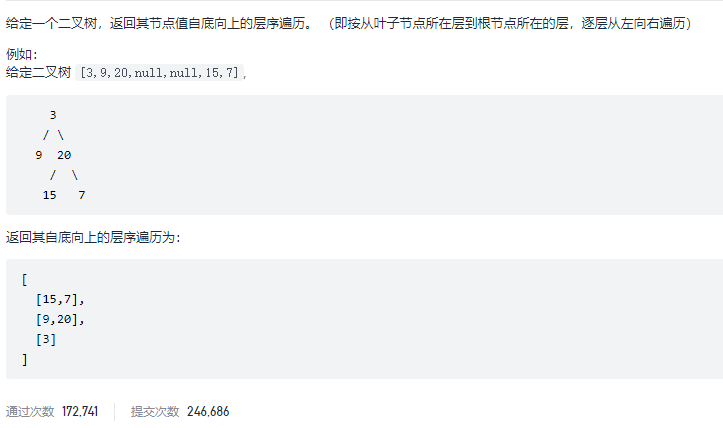 给定一个二叉树，返回其节点值自底向上的层序遍历。 （即按从叶子节点所在层到根节点所在的层，逐层从左向右遍历）
例如：
给定二叉树 [3,9,20,null,null,15,7],
3
/ \
9 20
/ \
15 7
返回其自底向上的层序遍历为：
[
[15,7],
[9,20],
[3]
]
通过次数 172,741 提交次数 246,686